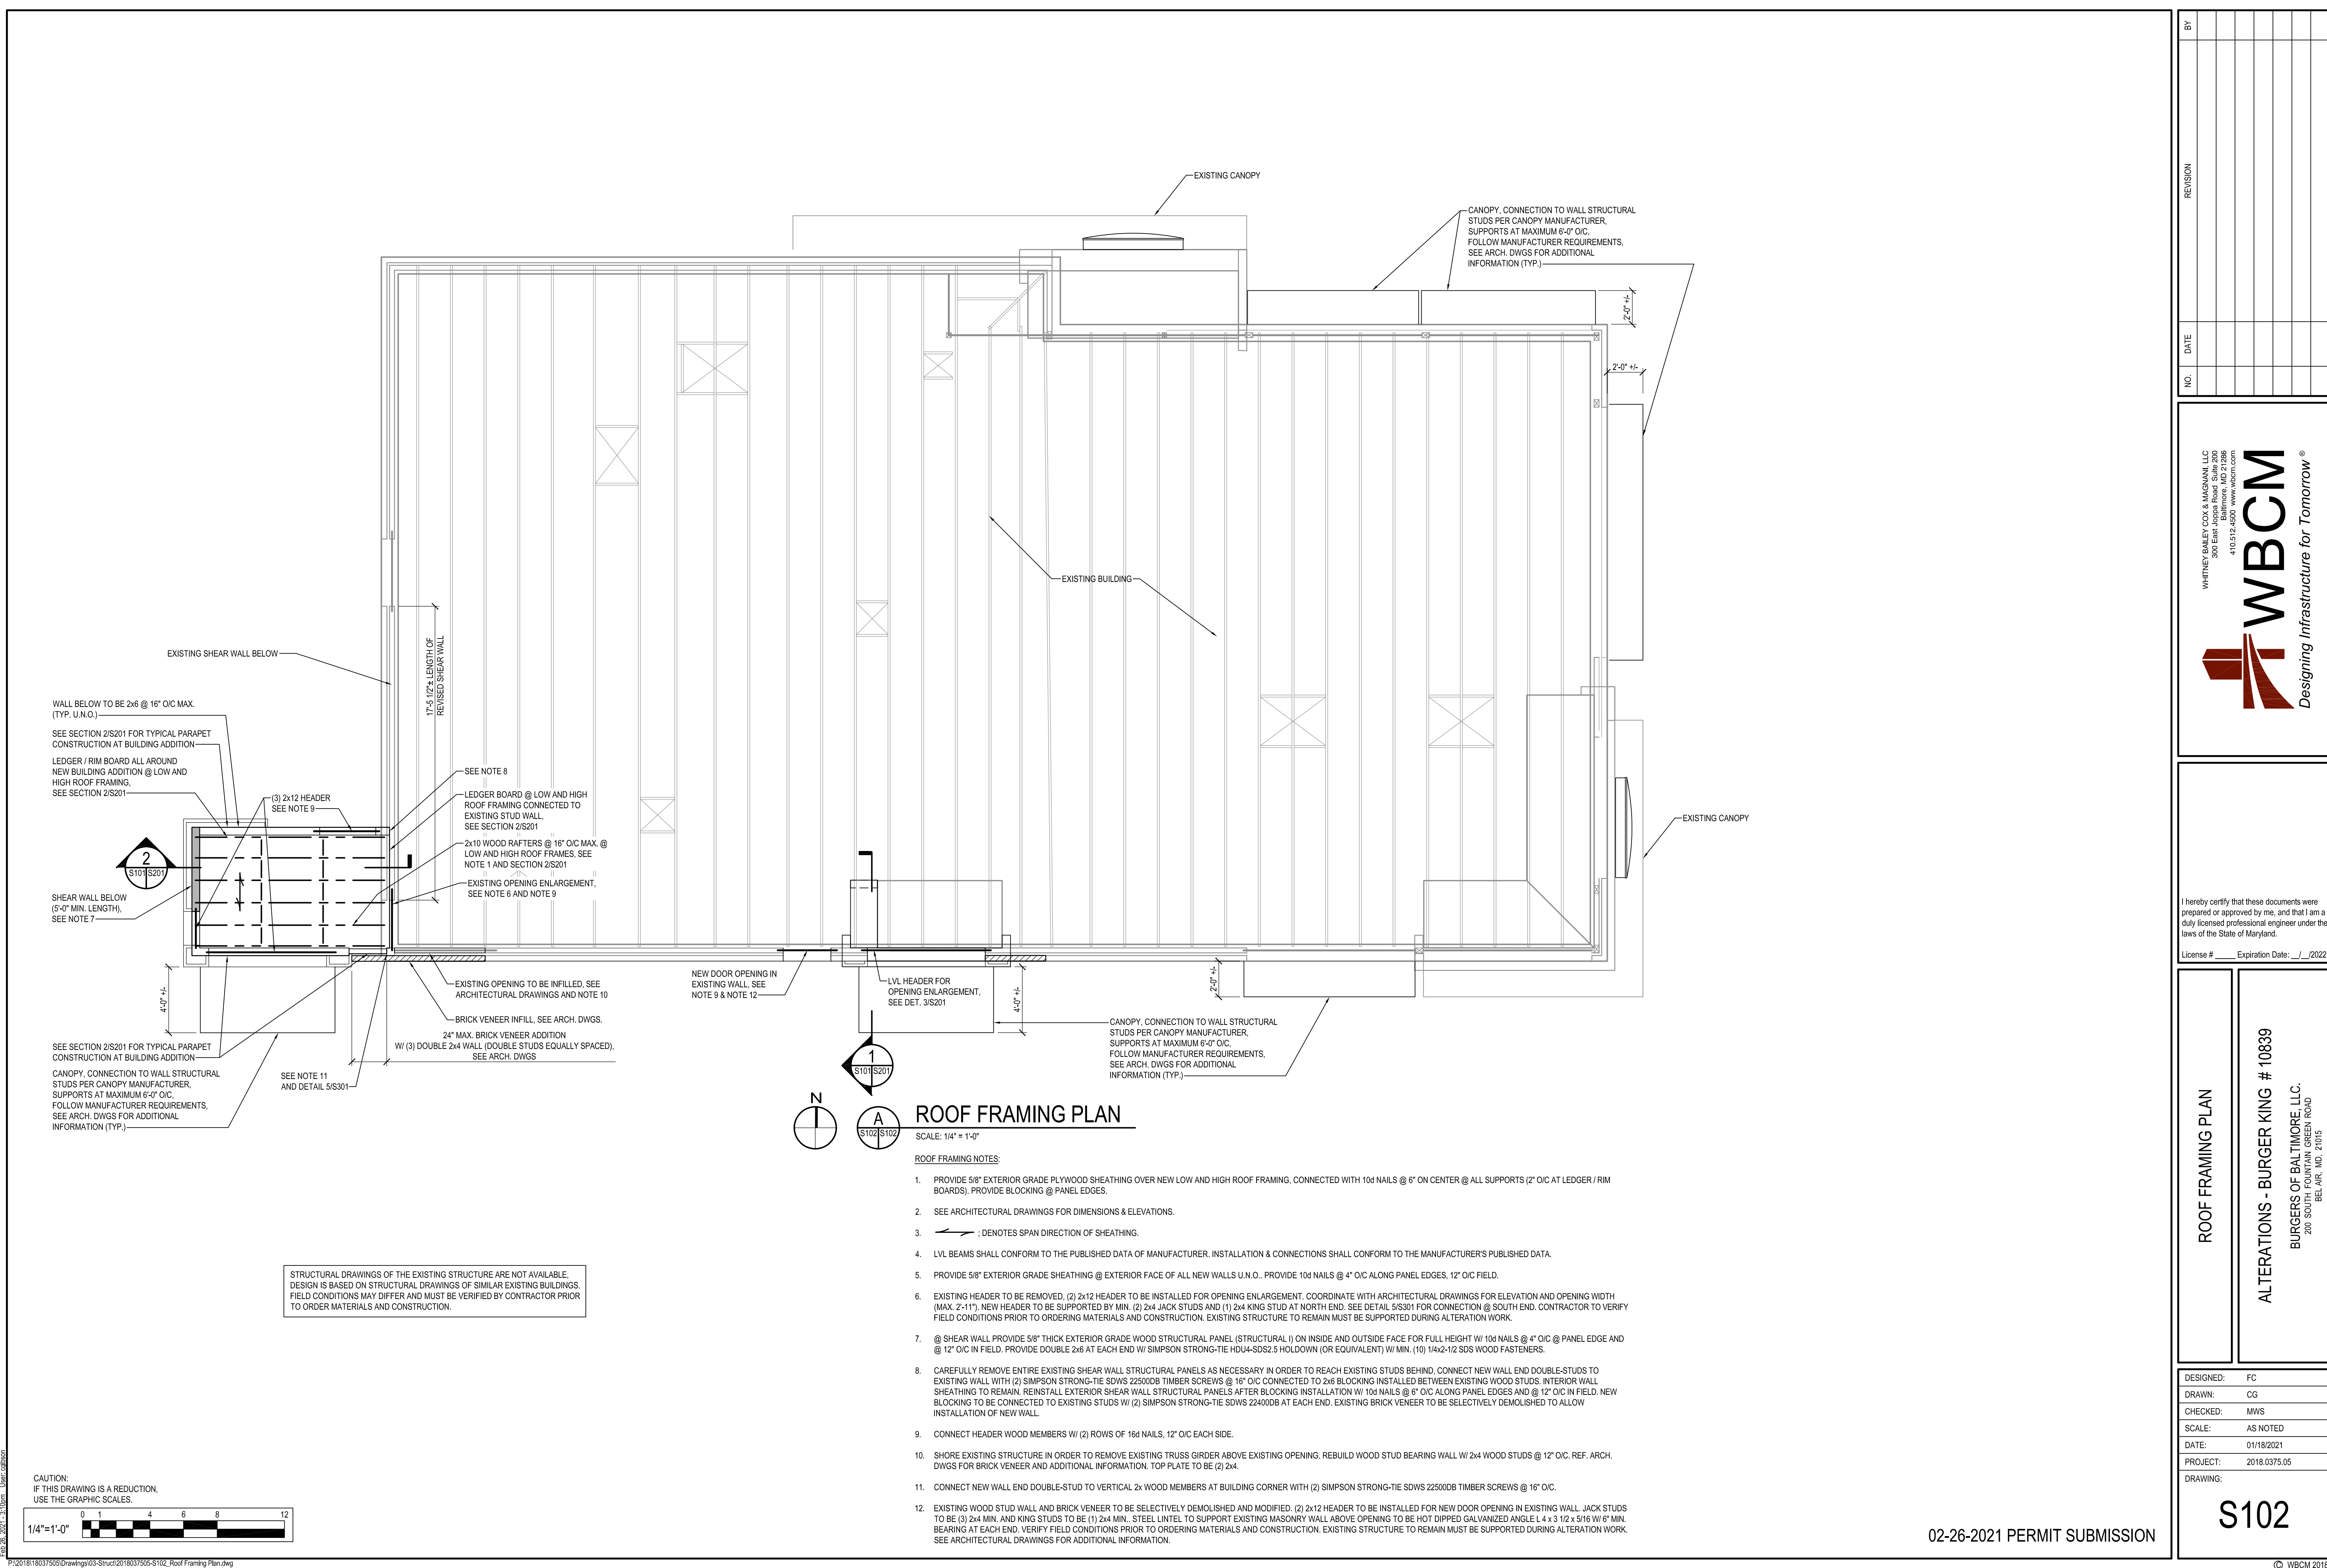 EXISTING CANOPY
CANOPY, CONNECTION TO WALL STRUCTURAL
STUDS PER CANOPY MANUFACTURER,
SUPPORTS AT MAXIMUM 6'-0" O/C,
FOLLOW MANUFACTURER REQUIREMENTS,
SEE ARCH. DWGS FOR ADDITIONAL
INFORMATION (TYP.)
2'-0" +/-
2'-0" +/-
EXISTING BUILDING
EXISTING SHEAR WALL BELOW
17'-5 1/2"± LENGTH OF
REVISED SHEAR WALL
WALL BELOW TO BE 2x6 @ 16" O/C MAX.
(TYP. U.N.O.)
SEE SECTION 2/S201 FOR TYPICAL PARAPET
CONSTRUCTION AT BUILDING ADDITION
LEDGER / RIM BOARD ALL AROUND
NEW BUILDING ADDITION @ LOW AND
HIGH ROOF FRAMING,
SEE SECTION 2/S201
(3) 2x12 HEADER
SEE NOTE 9
SEE NOTE 8
LEDGER BOARD @ LOW AND HIGH
ROOF FRAMING CONNECTED TO
EXISTING STUD WALL,
SEE SECTION 2/S201
2x10 WOOD RAFTERS @ 16" O/C MAX. @
LOW AND HIGH ROOF FRAMES, SEE
NOTE 1 AND SECTION 2/S201
EXISTING OPENING ENLARGEMENT,
SEE NOTE 6 AND NOTE 9
2
S101 S201
SHEAR WALL BELOW
(5'-0" MIN. LENGTH),
SEE NOTE 7
EXISTING CANOPY
4'-0" +/-
EXISTING OPENING TO BE INFILLED, SEE
ARCHITECTURAL DRAWINGS AND NOTE 10
BRICK VENEER INFILL, SEE ARCH. DWGS.
24" MAX. BRICK VENEER ADDITION
W/ (3) DOUBLE 2x4 WALL (DOUBLE STUDS EQUALLY SPACED),
SEE ARCH. DWGS
NEW DOOR OPENING IN
EXISTING WALL, SEE
NOTE 9 & NOTE 12
LVL HEADER FOR
OPENING ENLARGEMENT,
SEE DET. 3/S201
4'-0" +/-
2'-0" +/-
CANOPY, CONNECTION TO WALL STRUCTURAL
STUDS PER CANOPY MANUFACTURER,
SUPPORTS AT MAXIMUM 6'-0" O/C,
FOLLOW MANUFACTURER REQUIREMENTS,
SEE ARCH. DWGS FOR ADDITIONAL
INFORMATION (TYP.)
SEE SECTION 2/S201 FOR TYPICAL PARAPET
CONSTRUCTION AT BUILDING ADDITION
CANOPY, CONNECTION TO WALL STRUCTURAL
STUDS PER CANOPY MANUFACTURER,
SUPPORTS AT MAXIMUM 6'-0" O/C,
FOLLOW MANUFACTURER REQUIREMENTS,
SEE ARCH. DWGS FOR ADDITIONAL
INFORMATION (TYP.)
SEE NOTE 11
AND DETAIL 5/S301
1
S101 S201
N
A
S102 S102
ROOF FRAMING PLAN
SCALE: 1/4" = 1'-0"
ROOF FRAMING NOTES:
1. PROVIDE 5/8" EXTERIOR GRADE PLYWOOD SHEATHING OVER NEW LOW AND HIGH ROOF FRAMING, CONNECTED WITH 10d NAILS @ 6" ON CENTER @ ALL SUPPORTS (2" O/C AT LEDGER / RIM
BOARDS). PROVIDE BLOCKING @ PANEL EDGES.
2. SEE ARCHITECTURAL DRAWINGS FOR DIMENSIONS & ELEVATIONS.
3. ; DENOTES SPAN DIRECTION OF SHEATHING.
4. LVL BEAMS SHALL CONFORM TO THE PUBLISHED DATA OF MANUFACTURER. INSTALLATION & CONNECTIONS SHALL CONFORM TO THE MANUFACTURER'S PUBLISHED DATA.
5. PROVIDE 5/8" EXTERIOR GRADE SHEATHING @ EXTERIOR FACE OF ALL NEW WALLS U.N.O.. PROVIDE 10d NAILS @ 4" O/C ALONG PANEL EDGES, 12" O/C FIELD.
6. EXISTING HEADER TO BE REMOVED, (2) 2x12 HEADER TO BE INSTALLED FOR OPENING ENLARGEMENT. COORDINATE WITH ARCHITECTURAL DRAWINGS FOR ELEVATION AND OPENING WIDTH
(MAX. 2'-11"). NEW HEADER TO BE SUPPORTED BY MIN. (2) 2x4 JACK STUDS AND (1) 2x4 KING STUD AT NORTH END. SEE DETAIL 5/S301 FOR CONNECTION @ SOUTH END. CONTRACTOR TO VERIFY
FIELD CONDITIONS PRIOR TO ORDERING MATERIALS AND CONSTRUCTION. EXISTING STRUCTURE TO REMAIN MUST BE SUPPORTED DURING ALTERATION WORK.
7. @ SHEAR WALL PROVIDE 5/8" THICK EXTERIOR GRADE WOOD STRUCTURAL PANEL (STRUCTURAL I) ON INSIDE AND OUTSIDE FACE FOR FULL HEIGHT W/ 10d NAILS @ 4" O/C @ PANEL EDGE AND
@ 12" O/C IN FIELD. PROVIDE DOUBLE 2x6 AT EACH END W/ SIMPSON STRONG-TIE HDU4-SDS2.5 HOLDOWN (OR EQUIVALENT) W/ MIN. (10) 1/4x2-1/2 SDS WOOD FASTENERS.
8. CAREFULLY REMOVE ENTIRE EXISTING SHEAR WALL STRUCTURAL PANELS AS NECESSARY IN ORDER TO REACH EXISTING STUDS BEHIND, CONNECT NEW WALL END DOUBLE-STUDS TO
EXISTING WALL WITH (2) SIMPSON STRONG-TIE SDWS 22500DB TIMBER SCREWS @ 16" O/C CONNECTED TO 2x6 BLOCKING INSTALLED BETWEEN EXISTING WOOD STUDS. INTERIOR WALL
SHEATHING TO REMAIN. REINSTALL EXTERIOR SHEAR WALL STRUCTURAL PANELS AFTER BLOCKING INSTALLATION W/ 10d NAILS @ 6" O/C ALONG PANEL EDGES AND @ 12" O/C IN FIELD. NEW
BLOCKING TO BE CONNECTED TO EXISTING STUDS W/ (2) SIMPSON STRONG-TIE SDWS 22400DB AT EACH END. EXISTING BRICK VENEER TO BE SELECTIVELY DEMOLISHED TO ALLOW
INSTALLATION OF NEW WALL.
9. CONNECT HEADER WOOD MEMBERS W/ (2) ROWS OF 16d NAILS, 12" O/C EACH SIDE.
10. SHORE EXISTING STRUCTURE IN ORDER TO REMOVE EXISTING TRUSS GIRDER ABOVE EXISTING OPENING. REBUILD WOOD STUD BEARING WALL W/ 2x4 WOOD STUDS @ 12" O/C. REF. ARCH.
DWGS FOR BRICK VENEER AND ADDITIONAL INFORMATION. TOP PLATE TO BE (2) 2x4.
11. CONNECT NEW WALL END DOUBLE-STUD TO VERTICAL 2x WOOD MEMBERS AT BUILDING CORNER WITH (2) SIMPSON STRONG-TIE SDWS 22500DB TIMBER SCREWS @ 16" O/C.
12. EXISTING WOOD STUD WALL AND BRICK VENEER TO BE SELECTIVELY DEMOLISHED AND MODIFIED. (2) 2x12 HEADER TO BE INSTALLED FOR NEW DOOR OPENING IN EXISTING WALL. JACK STUDS
TO BE (3) 2x4 MIN. AND KING STUDS TO BE (1) 2x4 MIN.. STEEL LINTEL TO SUPPORT EXISTING MASONRY WALL ABOVE OPENING TO BE HOT DIPPED GALVANIZED ANGLE L 4 x 3 1/2 x 5/16 W/ 6" MIN.
BEARING AT EACH END. VERIFY FIELD CONDITIONS PRIOR TO ORDERING MATERIALS AND CONSTRUCTION. EXISTING STRUCTURE TO REMAIN MUST BE SUPPORTED DURING ALTERATION WORK.
SEE ARCHITECTURAL DRAWINGS FOR ADDITIONAL INFORMATION.
STRUCTURAL DRAWINGS OF THE EXISTING STRUCTURE ARE NOT AVAILABLE,
DESIGN IS BASED ON STRUCTURAL DRAWINGS OF SIMILAR EXISTING BUILDINGS.
FIELD CONDITIONS MAY DIFFER AND MUST BE VERIFIED BY CONTRACTOR PRIOR
TO ORDER MATERIALS AND CONSTRUCTION.
CAUTION:
IF THIS DRAWING IS A REDUCTION,
USE THE GRAPHIC SCALES.
0 1 4 6 8 12
1/4"=1'-0"
Feb 26, 2021 - 3:10pm User: cgibson
P:\2018\18037505\Drawings\03-Struct\2018037505-S102_Roof Framing Plan.dwg
02-26-2021 PERMIT SUBMISSION
BY
REVISION
DATE
NO.
WHITNEY BAILEY COX & MAGNANI, LLC
300 East Joppa Road Suite 200
Baltimore, MD 21286
410.512.4500 www.wbcm.com
WBCM
Designing Infrastructure for Tomorrow ®
I hereby certify that these documents were
prepared or approved by me, and that I am a
duly licensed professional engineer under the
laws of the State of Maryland.
License # _____ Expiration Date: __/__/2022
ROOF FRAMING PLAN
ALTERATIONS - BURGER KING # 10839
BURGERS OF BALTIMORE, LLC.
200 SOUTH FOUNTAIN GREEN ROAD
BEL AIR, MD, 21015
DESIGNED: FC
DRAWN: CG
CHECKED: MWS
SCALE: AS NOTED
DATE: 01/18/2021
PROJECT: 2018.0375.05
DRAWING:
S102
© WBCM 2018